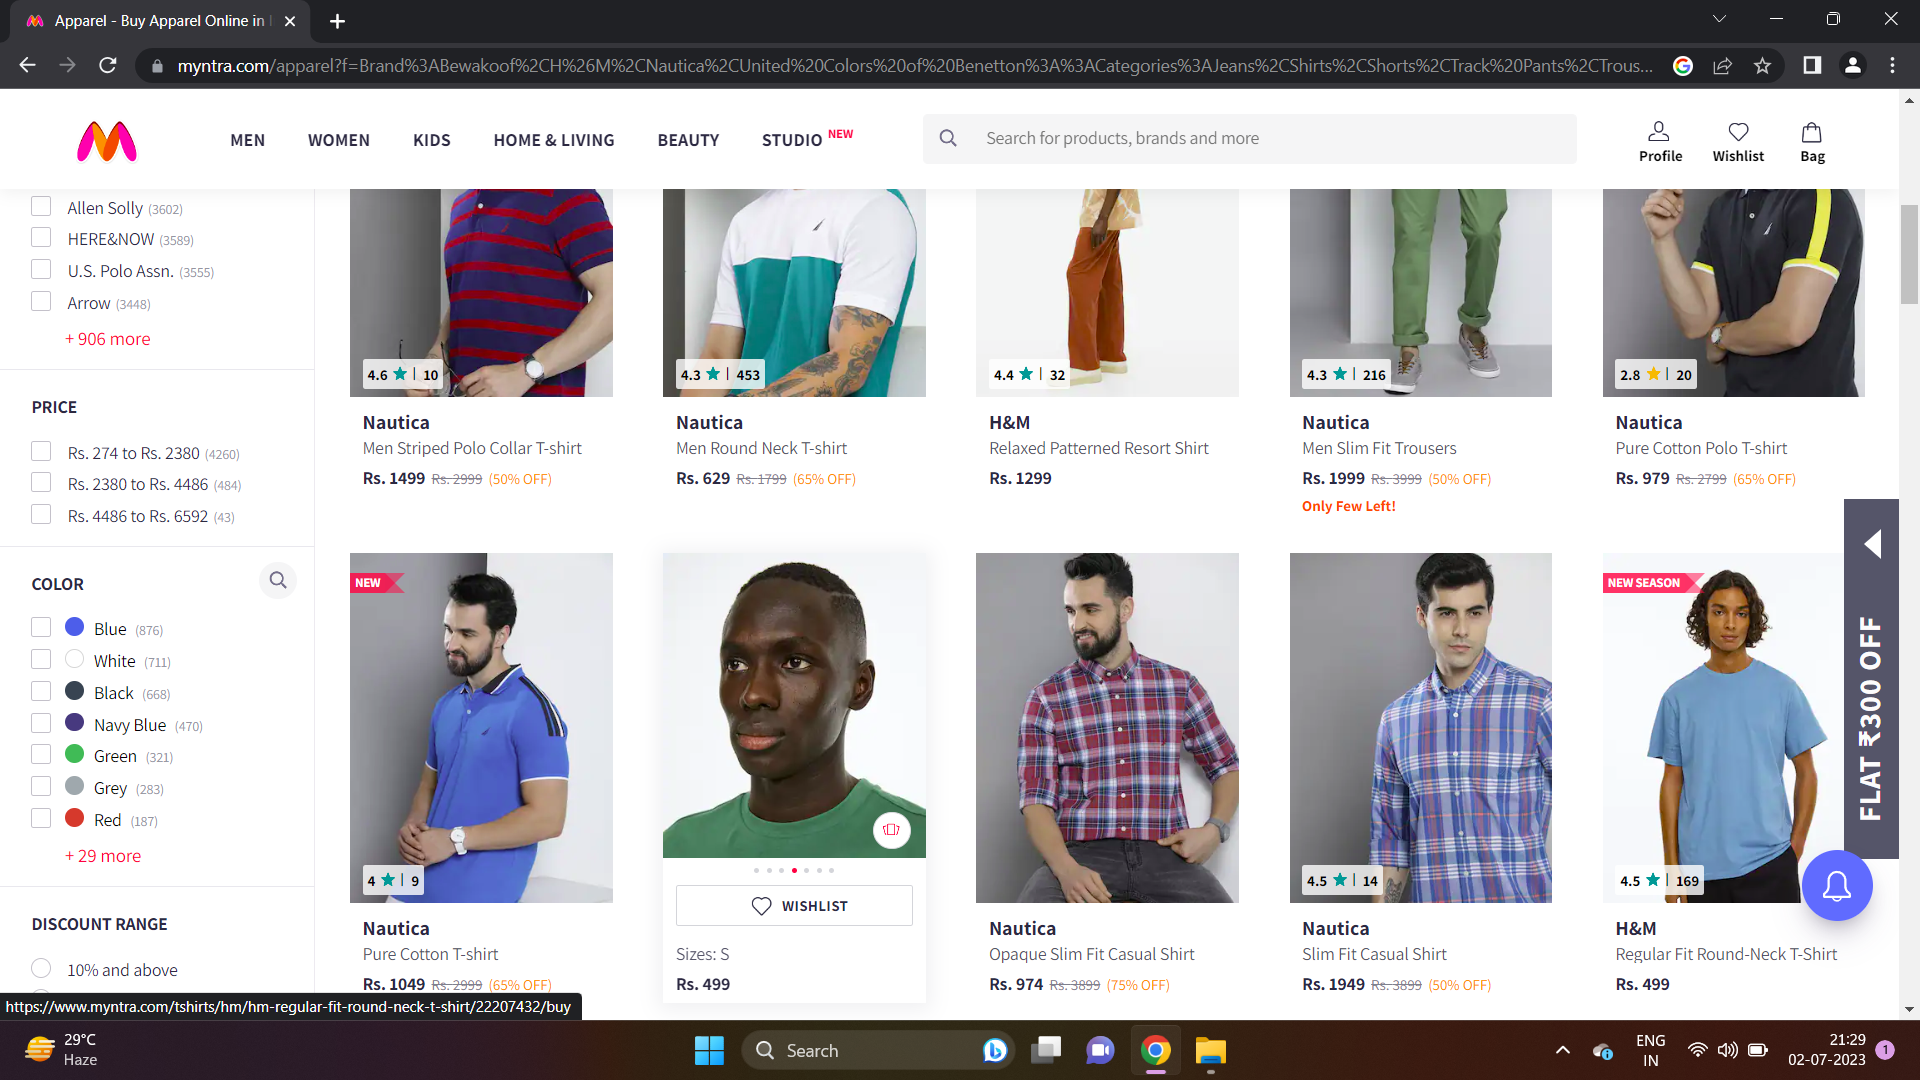 Apparel - Buy Apparel Online in
myntra.com/apparel?f=Brand%3ABewakoof%2CH%26M%2CNautica%2CUnited%20Colors%20of%20Benetton%3A%3ACategories%3AJeans%2CShirts%2CShorts%2CTrack%20Pants%2CTrous...
MEN WOMEN KIDS HOME & LIVING BEAUTY STUDIO NEW
Search for products, brands and more
Profile Wishlist Bag
Allen Solly (3602)
HERE&NOW (3589)
U.S. Polo Assn. (3555)
Arrow (3448)
+ 906 more
PRICE
Rs. 274 to Rs. 2380 (4260)
Rs. 2380 to Rs. 4486 (484)
Rs. 4486 to Rs. 6592 (43)
COLOR
Blue (876)
White (711)
Black (668)
Navy Blue (470)
Green (321)
Grey (283)
Red (187)
+ 29 more
DISCOUNT RANGE
10% and above
4.6 | 10
Nautica
Men Striped Polo Collar T-shirt
Rs. 1499 Rs. 2999 (50% OFF)
4.3 | 453
Nautica
Men Round Neck T-shirt
Rs. 629 Rs. 1799 (65% OFF)
4.4 | 32
H&M
Relaxed Patterned Resort Shirt
Rs. 1299
4.3 | 216
Nautica
Men Slim Fit Trousers
Rs. 1999 Rs. 3999 (50% OFF)
Only Few Left!
2.8 | 20
Nautica
Pure Cotton Polo T-shirt
Rs. 979 Rs. 2799 (65% OFF)
NEW
4 | 9
Nautica
Pure Cotton T-shirt
Rs. 1049 Rs. 2999 (65% OFF)
WISHLIST
Sizes: S
Rs. 499
Nautica
Opaque Slim Fit Casual Shirt
Rs. 974 Rs. 3899 (75% OFF)
4.5 | 14
Nautica
Slim Fit Casual Shirt
Rs. 1949 Rs. 3899 (50% OFF)
NEW SEASON
4.5 | 169
H&M
Regular Fit Round-Neck T-Shirt
Rs. 499
FLAT ₹300 OFF
https://www.myntra.com/tshirts/hm/hm-regular-fit-round-neck-t-shirt/22207432/buy
29°C
Haze
Search
ENG
IN
21:29
02-07-2023
1